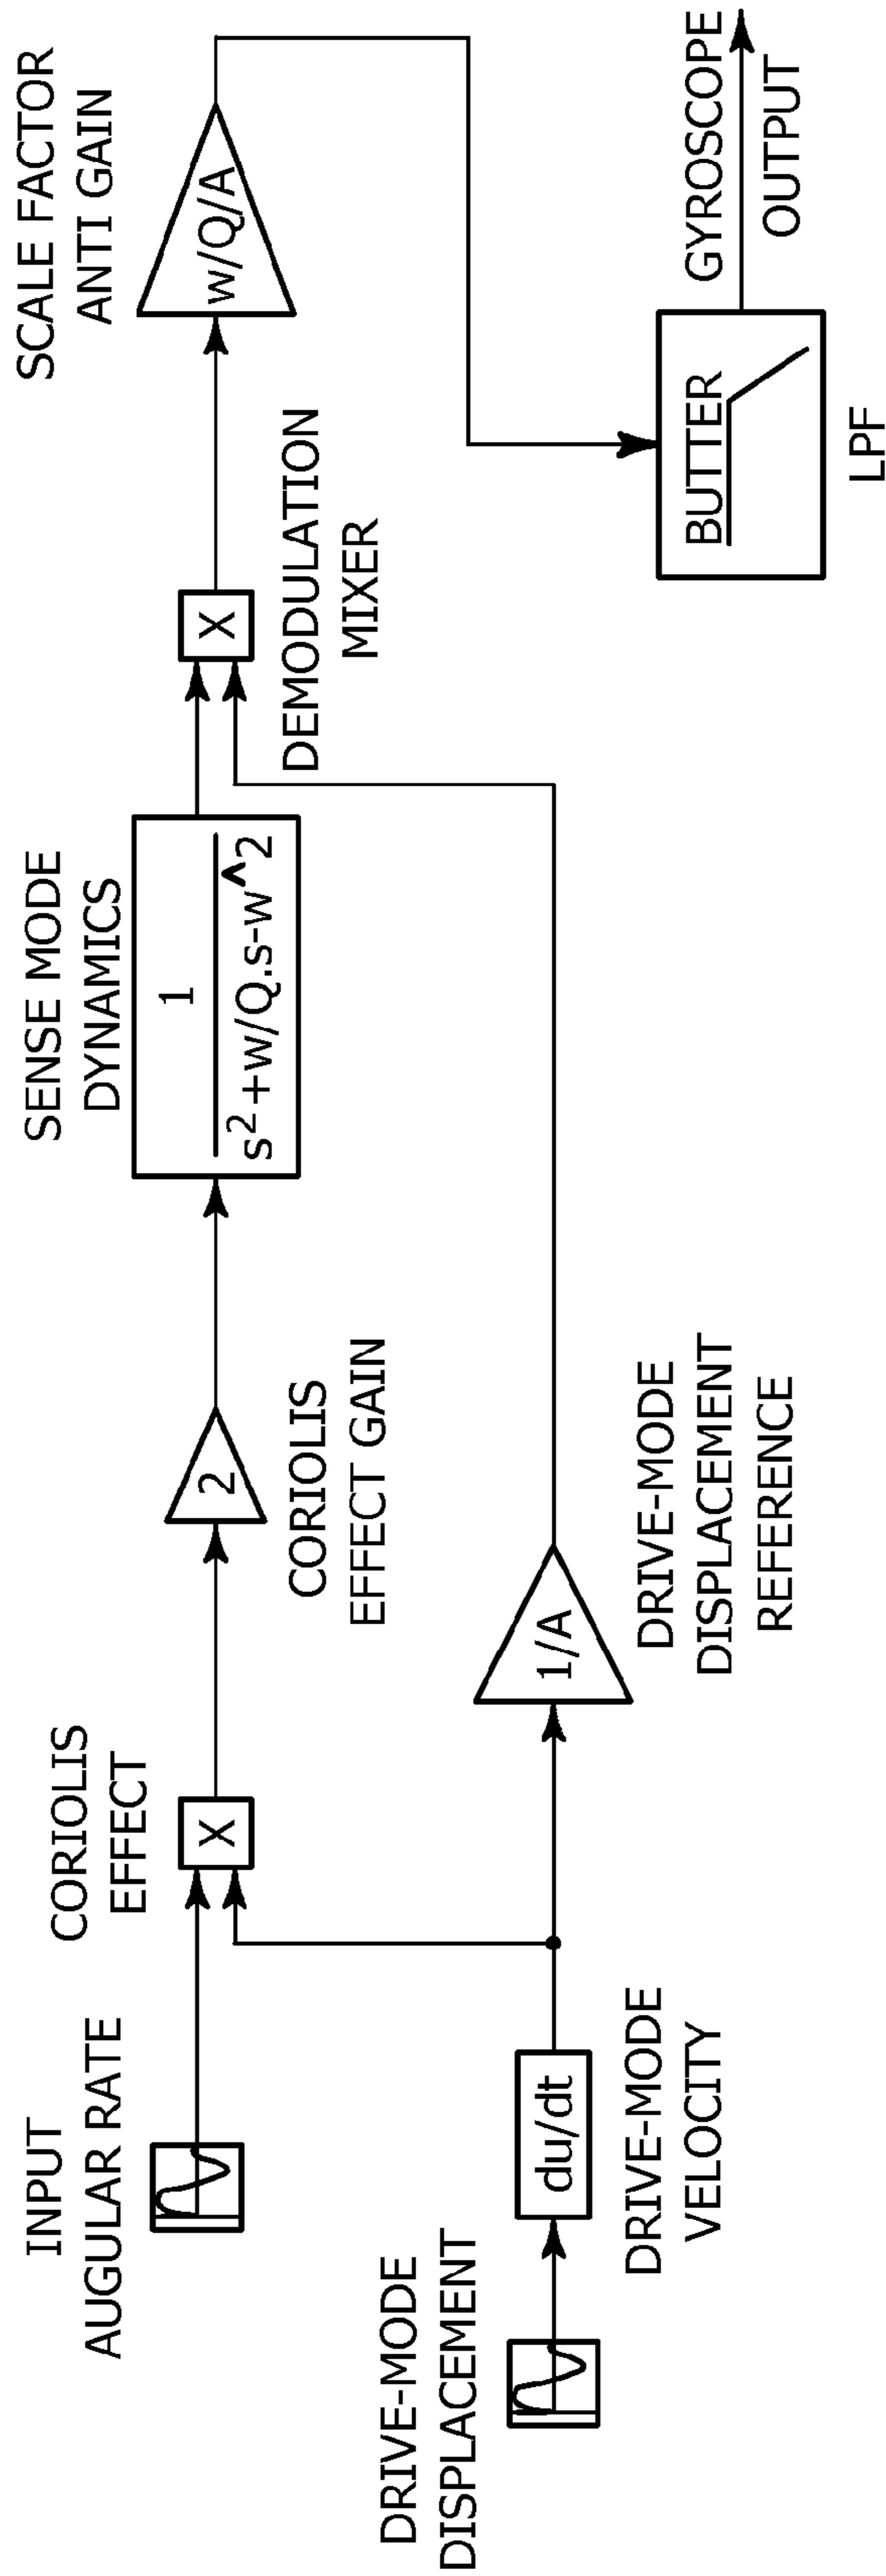 INPUT
AUGULAR RATE
CORIOLIS
EFFECT
X
2
CORIOLIS
EFFECT GAIN
SENSE MODE
DYNAMICS
1
s²+w/Q.s-w^2
X
DEMODULATION
MIXER
SCALE FACTOR
ANTI GAIN
w/Q/A
DRIVE-MODE
DISPLACEMENT
du/dt
DRIVE-MODE
VELOCITY
1/A
DRIVE-MODE
DISPLACEMENT
REFERENCE
BUTTER
LPF
GYROSCOPE
OUTPUT